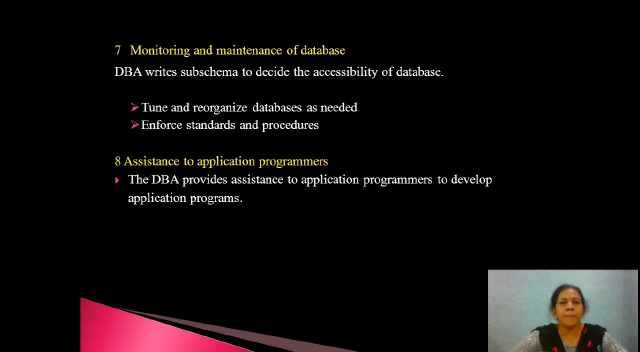 7 Monitoring and maintenance of database
DBA writes subschema to decide the accessibility of database.
Tune and reorganize databases as needed
Enforce standards and procedures
8 Assistance to application programmers
The DBA provides assistance to application programmers to develop
application programs.